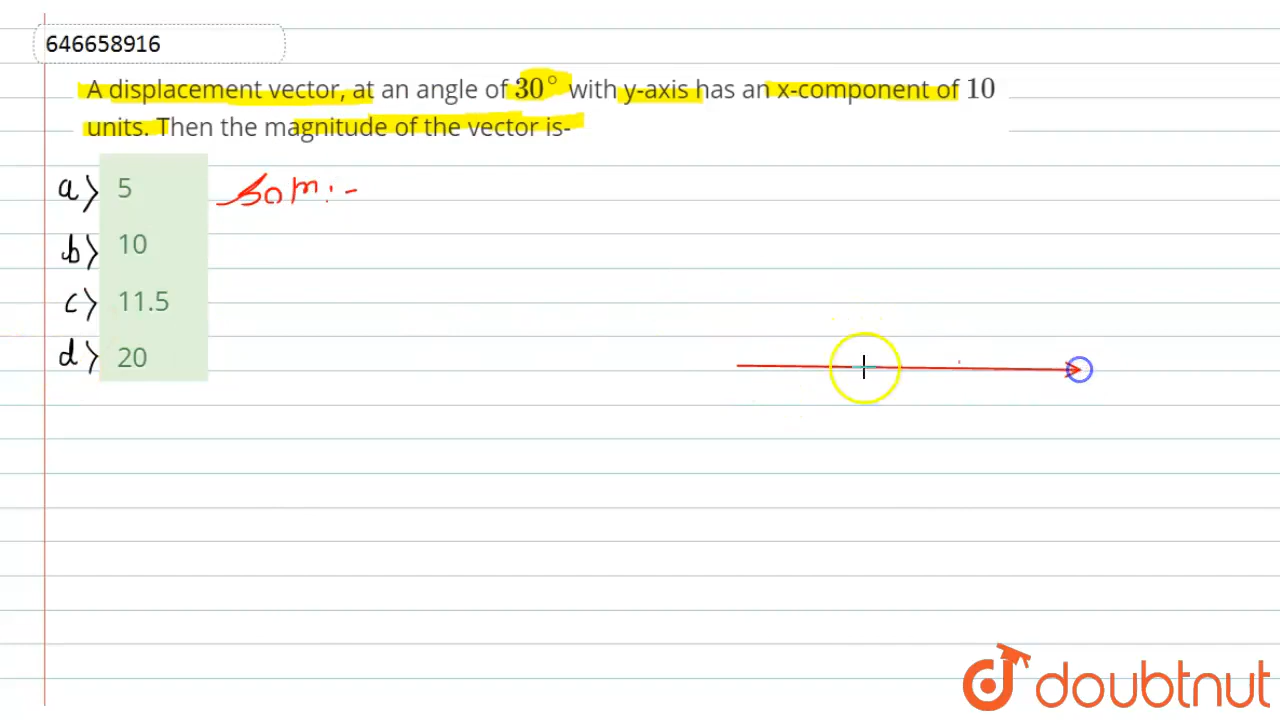 646658916
A displacement vector, at an angle of 30° with y-axis has an x-component of 10
units. Then the magnitude of the vector is-
a) 5
b) 10
c) 11.5
d) 20
doubtnut